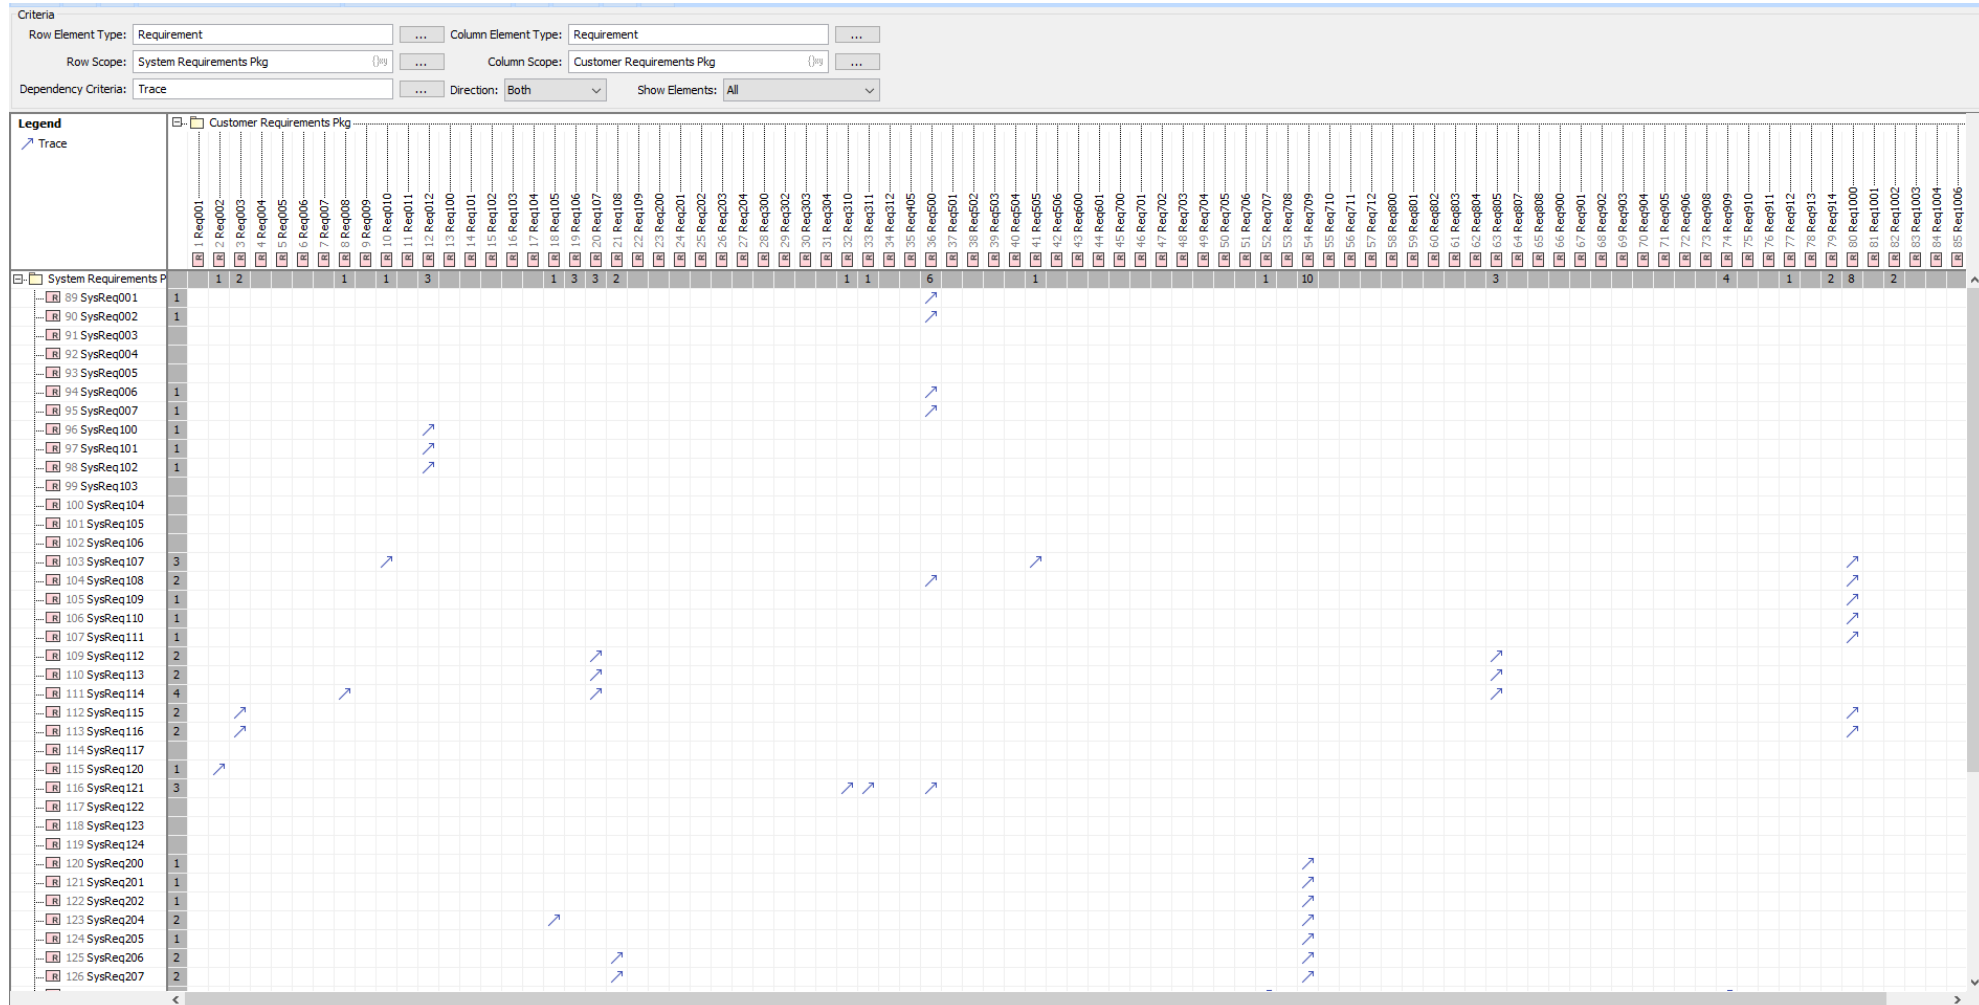 Criteria
Row Element Type: Requirement ... Column Element Type: Requirement ...
Row Scope: System Requirements Pkg ... Column Scope: Customer Requirements Pkg ...
Dependency Criteria: Trace ... Direction: Both Show Elements: All
Legend
Trace
Customer Requirements Pkg
1 Req001
2 Req002
3 Req003
4 Req004
5 Req005
6 Req006
7 Req007
8 Req008
9 Req009
10 Req010
11 Req011
12 Req012
13 Req100
14 Req101
15 Req102
16 Req103
17 Req104
18 Req105
19 Req106
20 Req107
21 Req108
22 Req109
23 Req200
24 Req201
25 Req202
26 Req203
27 Req204
28 Req300
29 Req302
30 Req303
31 Req304
32 Req310
33 Req311
34 Req312
35 Req405
36 Req500
37 Req501
38 Req502
39 Req503
40 Req504
41 Req505
42 Req506
43 Req600
44 Req601
45 Req700
46 Req701
47 Req702
48 Req703
49 Req704
50 Req705
51 Req706
52 Req707
53 Req708
54 Req709
55 Req710
56 Req711
57 Req712
58 Req800
59 Req801
60 Req802
61 Req803
62 Req804
63 Req805
64 Req807
65 Req808
66 Req900
67 Req901
68 Req902
69 Req903
70 Req904
71 Req905
72 Req906
73 Req908
74 Req909
75 Req910
76 Req911
77 Req912
78 Req913
79 Req914
80 Req1000
81 Req1001
82 Req1002
83 Req1003
84 Req1004
85 Req1006
System Requirements P 1 2 1 1 3 1 3 3 2 1 1 6 1 1 10 3 4 1 2 8 2
R 89 SysReq001 1
R 90 SysReq002 1
R 91 SysReq003
R 92 SysReq004
R 93 SysReq005
R 94 SysReq006 1
R 95 SysReq007 1
R 96 SysReq100 1
R 97 SysReq101 1
R 98 SysReq102 1
R 99 SysReq103
R 100 SysReq104
R 101 SysReq105
R 102 SysReq106
R 103 SysReq107 3
R 104 SysReq108 2
R 105 SysReq109 1
R 106 SysReq110 1
R 107 SysReq111 1
R 109 SysReq112 2
R 110 SysReq113 2
R 111 SysReq114 4
R 112 SysReq115 2
R 113 SysReq116 2
R 114 SysReq117
R 115 SysReq120 1
R 116 SysReq121 3
R 117 SysReq122
R 118 SysReq123
R 119 SysReq124
R 120 SysReq200 1
R 121 SysReq201 1
R 122 SysReq202 1
R 123 SysReq204 2
R 124 SysReq205 1
R 125 SysReq206 2
R 126 SysReq207 2